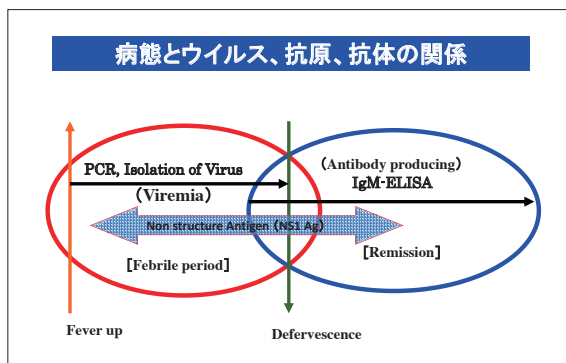 病態とウイルス、抗原、抗体の関係
PCR, Isolation of Virus
(Viremia)
(Antibody producing)
IgM-ELISA
Non structure Antigen (NS1 Ag)
[Febrile period]
[Remission]
Fever up
Defervescence